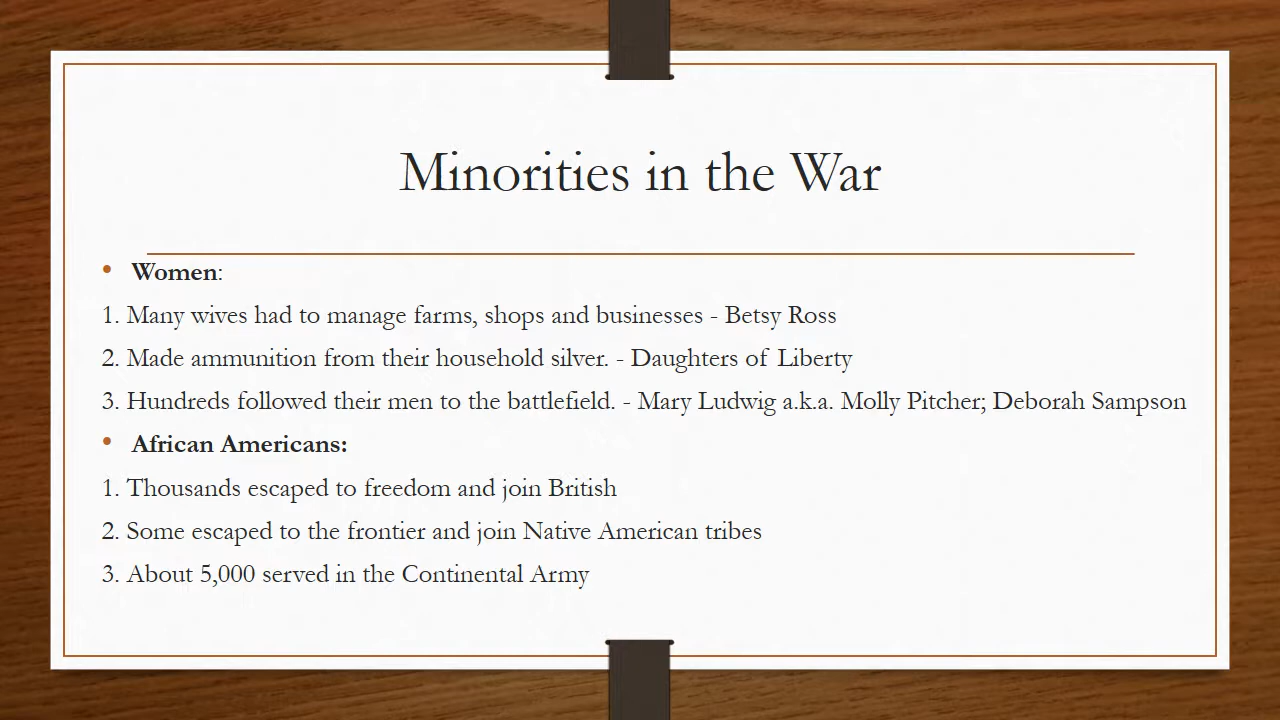 Minorities in the War
• Women:
1. Many wives had to manage farms, shops and businesses - Betsy Ross
2. Made ammunition from their household silver. - Daughters of Liberty
3. Hundreds followed their men to the battlefield. - Mary Ludwig a.k.a. Molly Pitcher; Deborah Sampson
• African Americans:
1. Thousands escaped to freedom and join British
2. Some escaped to the frontier and join Native American tribes
3. About 5,000 served in the Continental Army